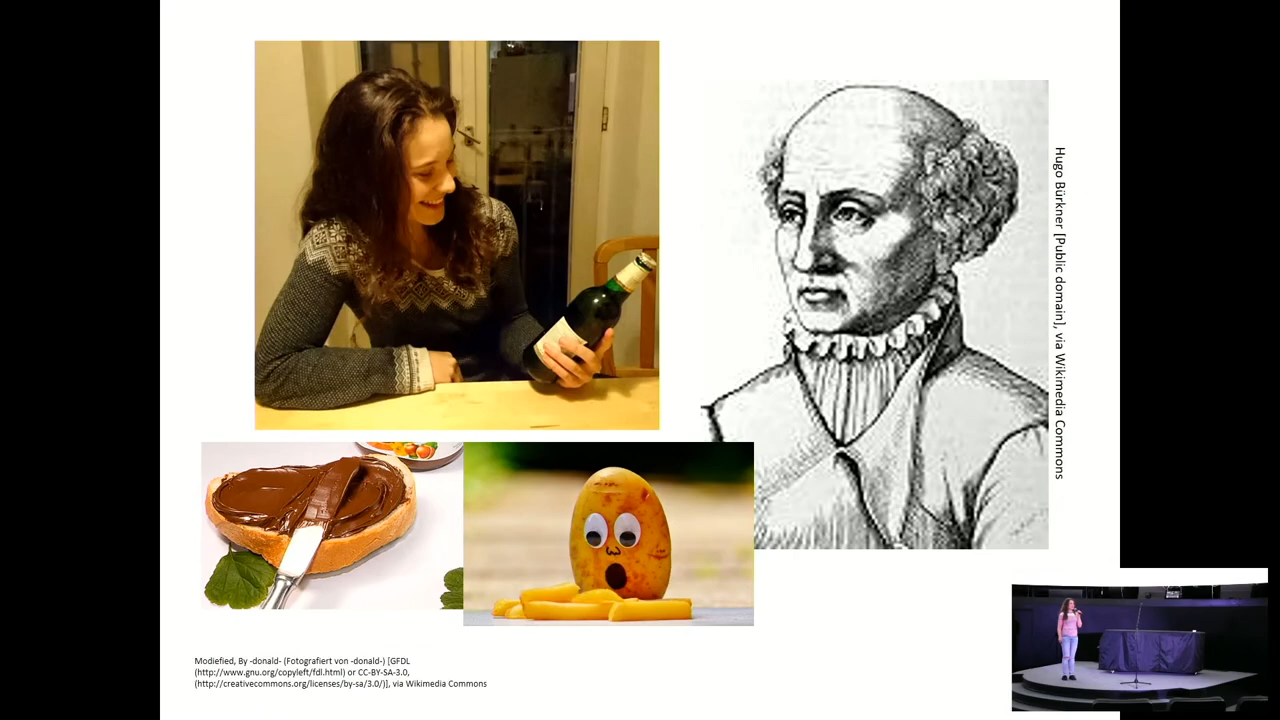 Hugo Bürkner [Public domain], via Wikimedia Commons
Modiefied, By -donald- (Fotografiert von -donald-) [GFDL
(http://www.gnu.org/copyleft/fdl.html) or CC-BY-SA-3.0,
(http://creativecommons.org/licenses/by-sa/3.0/)], via Wikimedia Commons